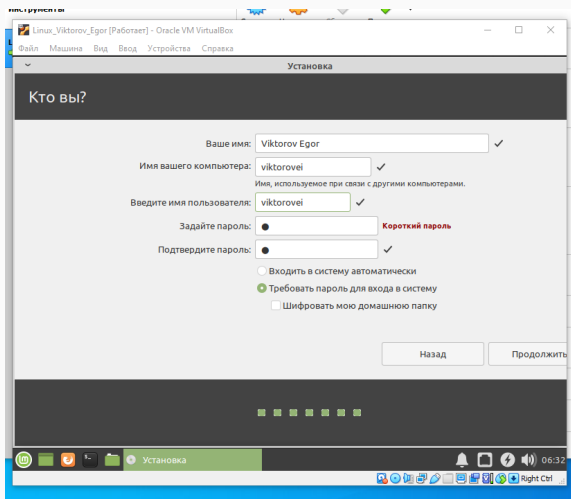 Инструменты
Linux_Viktorov_Egor [Работает] - Oracle VM VirtualBox
Файл Машина Вид Ввод Устройства Справка
Установка
Кто вы?
Ваше имя: Viktorov Egor
Имя вашего компьютера: viktorovei
Имя, используемое при связи с другими компьютерами.
Введите имя пользователя: viktorovei
Задайте пароль: ● Короткий пароль
Подтвердите пароль: ●
Входить в систему автоматически
Требовать пароль для входа в систему
Шифровать мою домашнюю папку
Назад Продолжить
Установка 06:32
Right Ctrl